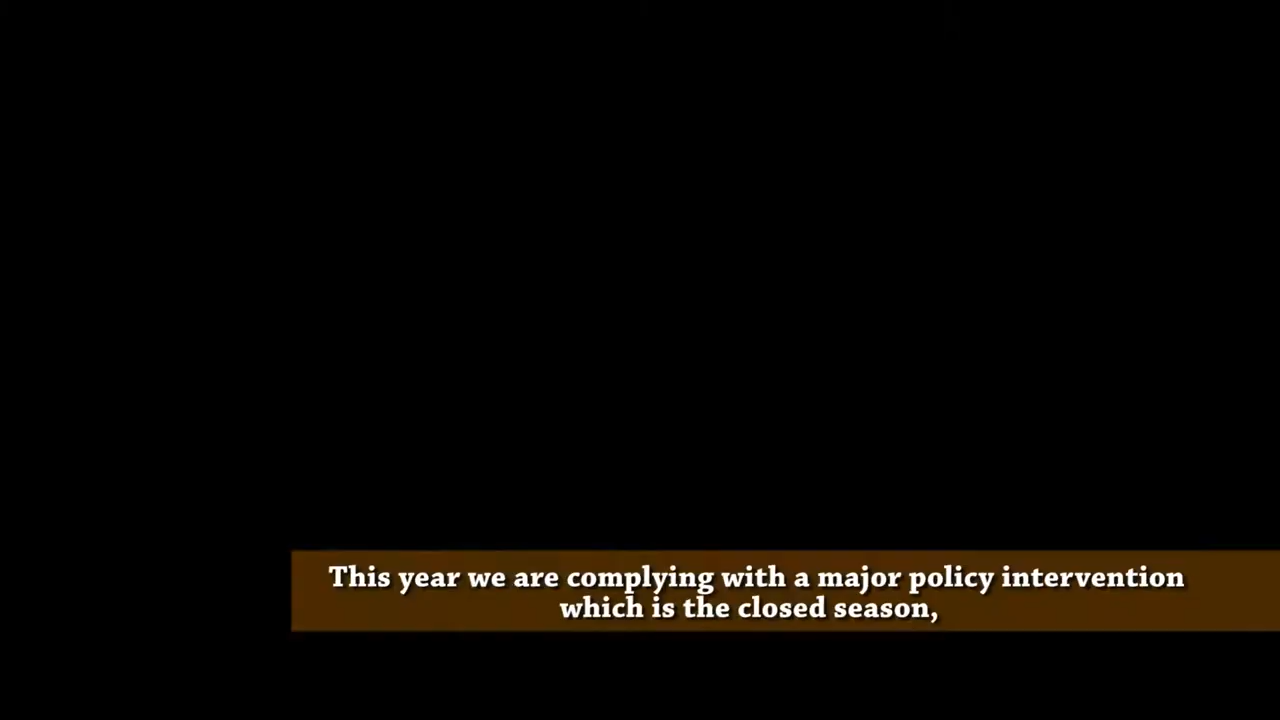 This year we are complying with a major policy intervention
which is the closed season,